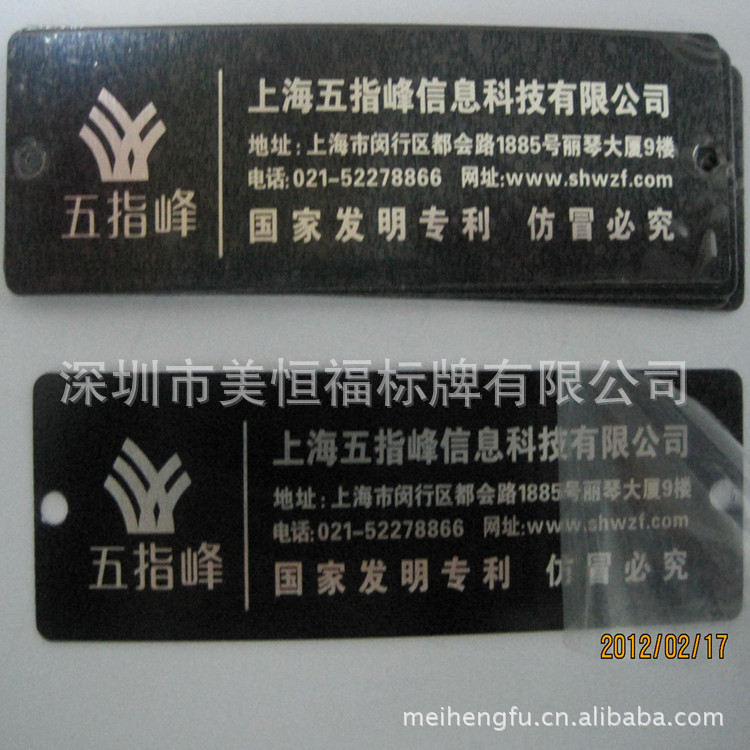 上海五指峰信息科技有限公司
地址:上海市闵行区都会路1885号丽琴大厦9楼
电话:021-52278866 网址:www.shwzf.com
国家发明专利 仿冒必究
五指峰
深圳市美恒福标牌有限公司
上海五指峰信息科技有限公司
地址:上海市闵行区都会路1885号丽琴大厦9楼
电话:021-52278866 网址:www.shwzf.com
国家发明专利 仿冒必究
五指峰
2012/02/17
meihengfu.cn.alibaba.com